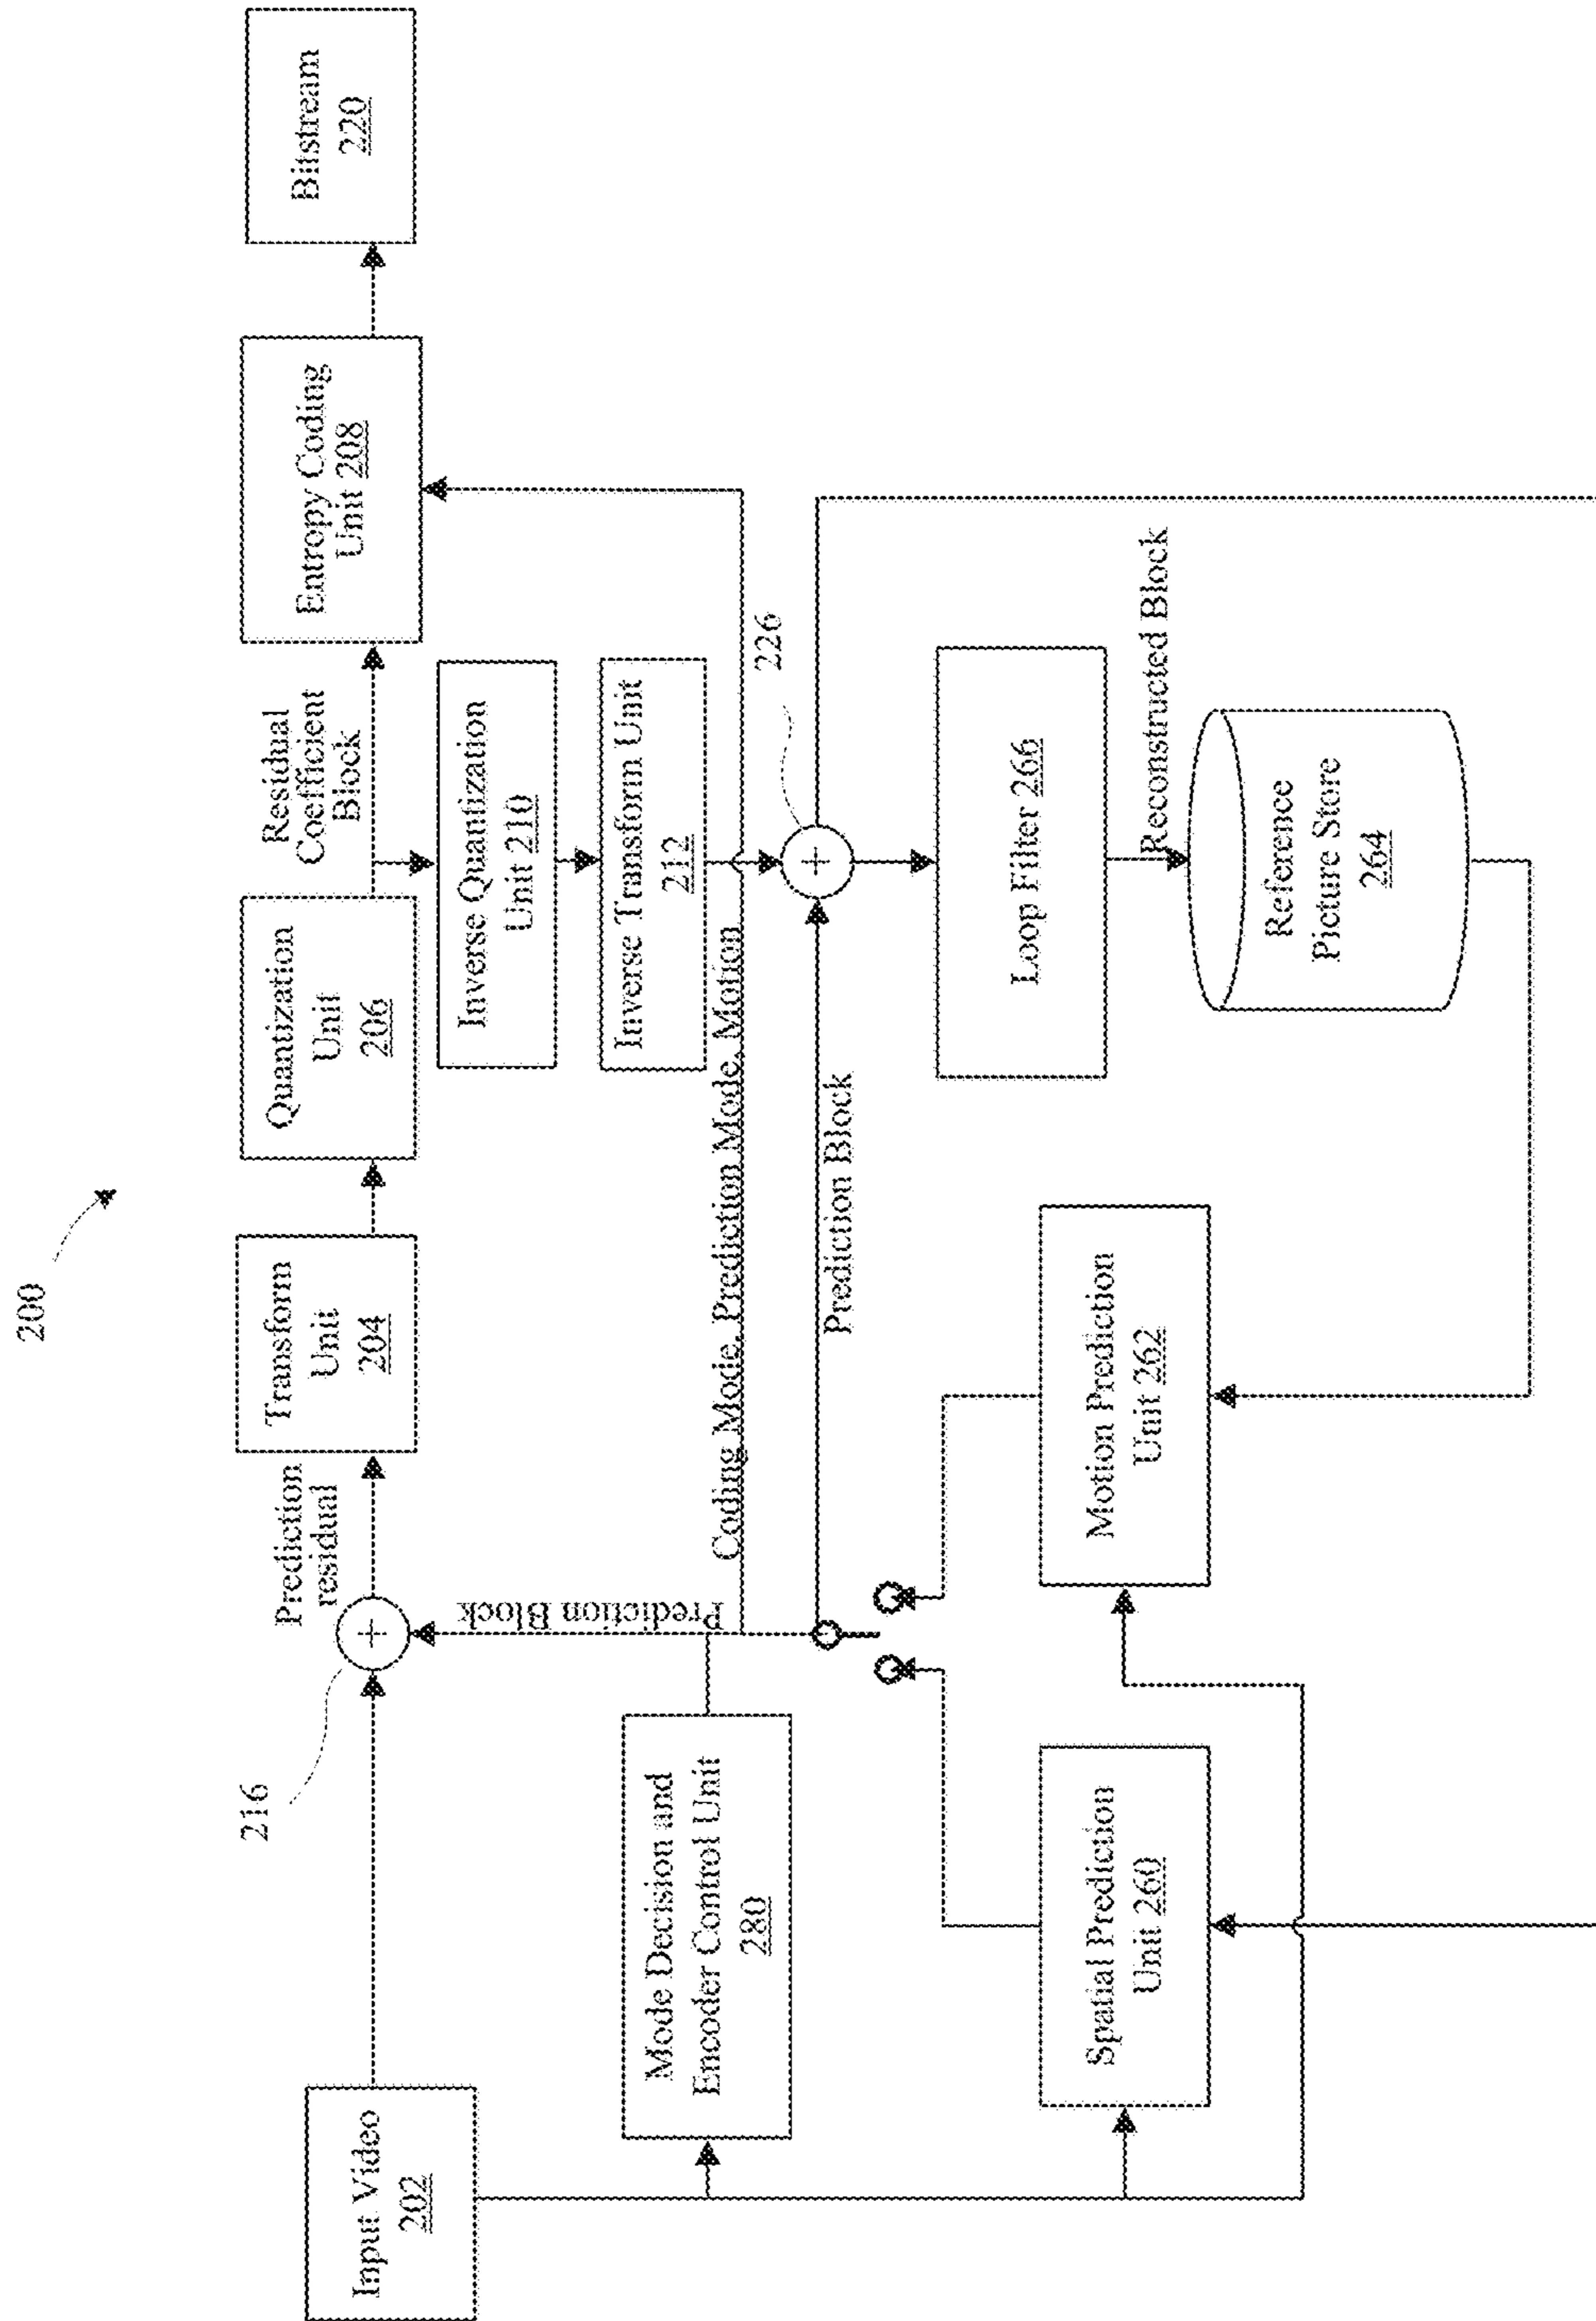 200
Input Video
202
216
Prediction
residual
Transform
Unit
204
Quantization
Unit
206
Residual
Coefficient
Block
Entropy Coding
Unit 208
Bitstream
220
Inverse Quantization
Unit 210
Inverse Transform Unit
212
Mode Decision and
Encoder Control Unit
280
Prediction Block
Coding Mode, Prediction Mode, Motion
226
Prediction Block
Spatial Prediction
Unit 260
Motion Prediction
Unit 262
Loop Filter 266
Reconstructed Block
Reference
Picture Store
264